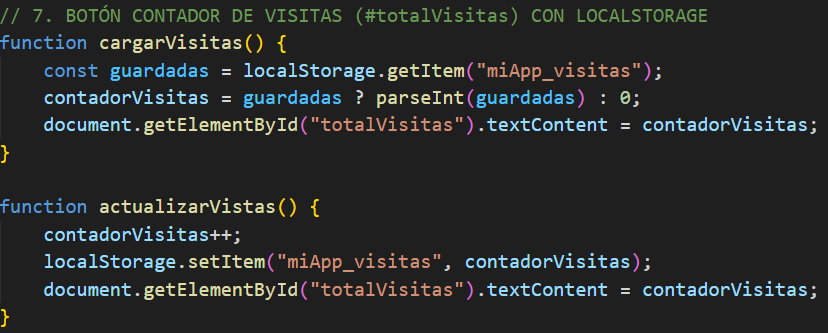 // 7. BOTÓN CONTADOR DE VISITAS (#totalVisitas) CON LOCALSTORAGE
function cargarVisitas() {
    const guardadas = localStorage.getItem("miApp_visitas");
    contadorVisitas = guardadas ? parseInt(guardadas) : 0;
    document.getElementById("totalVisitas").textContent = contadorVisitas;
}

function actualizarVistas() {
    contadorVisitas++;
    localStorage.setItem("miApp_visitas", contadorVisitas);
    document.getElementById("totalVisitas").textContent = contadorVisitas;
}